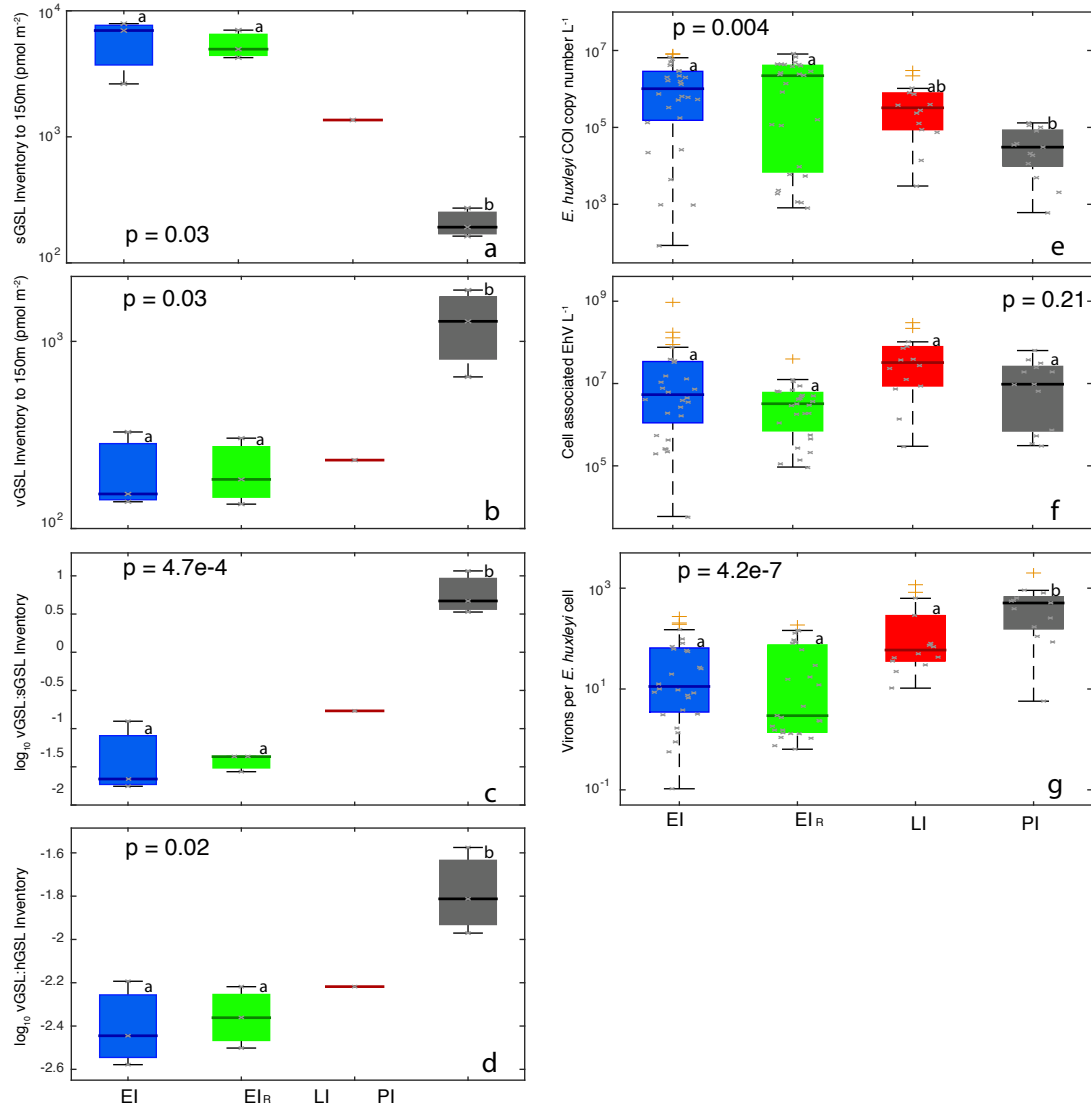 sGSL Inventory to 150m (pmol m⁻²)
10⁴
10³
10²
a
a
b
p = 0.03
a
vGSL Inventory to 150m (pmol m⁻²)
10³
10²
p = 0.03
a
a
b
b
log₁₀ vGSL:sGSL Inventory
1
0.5
0
-0.5
-1
-1.5
-2
p = 4.7e-4
a
a
b
c
log₁₀ vGSL:hGSL Inventory
-1.6
-1.8
-2
-2.2
-2.4
-2.6
p = 0.02
a
a
b
d
EI
EI_R
LI
PI
E. huxleyi COI copy number L⁻¹
10⁷
10⁵
10³
p = 0.004
a
a
ab
b
e
Cell associated EhV L⁻¹
10⁹
10⁷
10⁵
p = 0.21
a
a
a
a
f
Virons per E. huxleyi cell
10³
10¹
10⁻¹
p = 4.2e-7
a
a
a
b
g
EI
EI_R
LI
PI